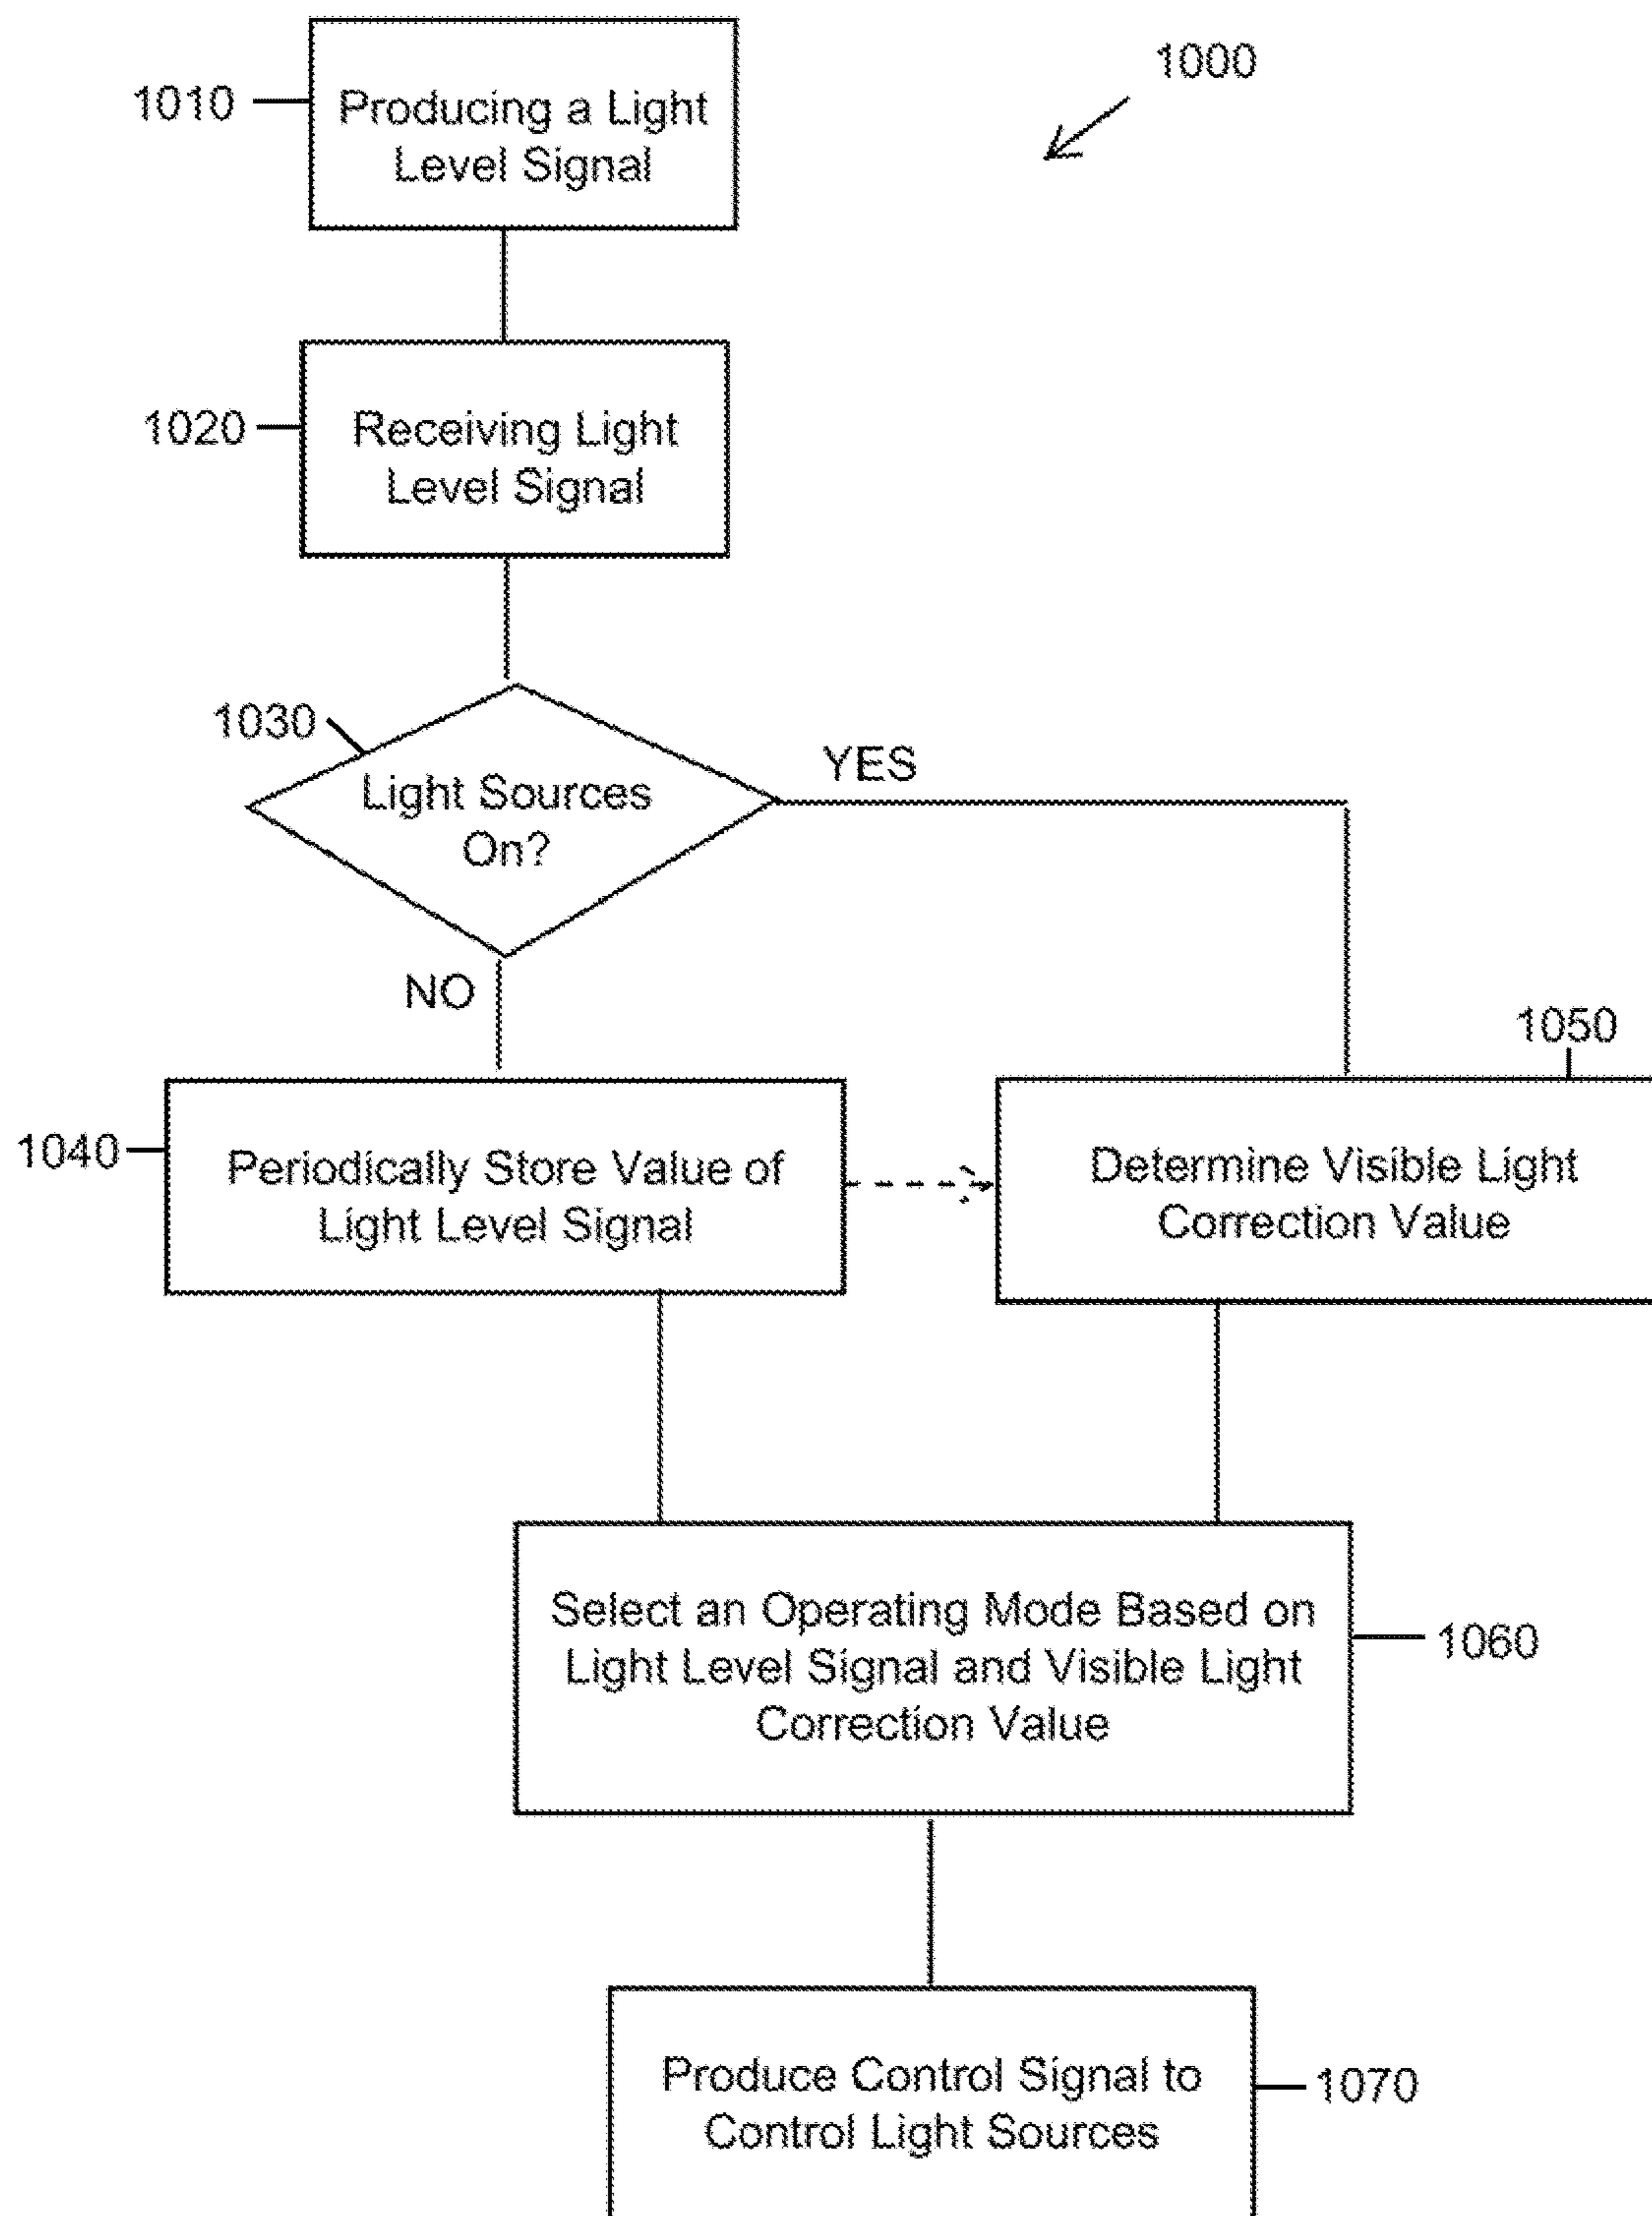 1000
1010
Producing a Light
Level Signal
1020
Receiving Light
Level Signal
1030
Light Sources
On?
YES
NO
1040
Periodically Store Value of
Light Level Signal
1050
Determine Visible Light
Correction Value
Select an Operating Mode Based on
Light Level Signal and Visible Light
Correction Value
1060
Produce Control Signal to
Control Light Sources
1070